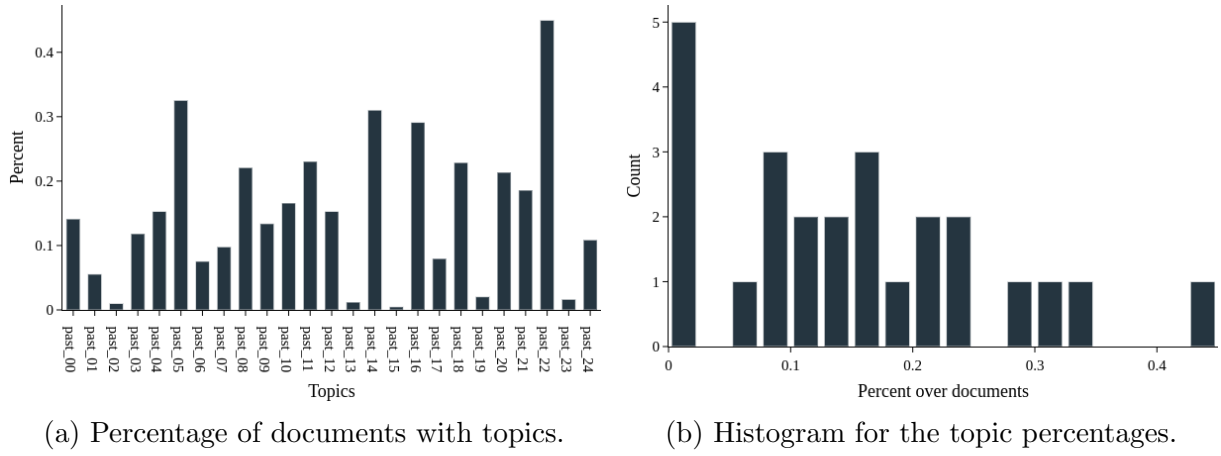 0.4
0.3
0.2
0.1
0
Percent
past_00
past_01
past_02
past_03
past_04
past_05
past_06
past_07
past_08
past_09
past_10
past_11
past_12
past_13
past_14
past_15
past_16
past_17
past_18
past_19
past_20
past_21
past_22
past_23
past_24
Topics
(a) Percentage of documents with topics.
5
4
3
2
1
0
Count
0 0.1 0.2 0.3 0.4
Percent over documents
(b) Histogram for the topic percentages.